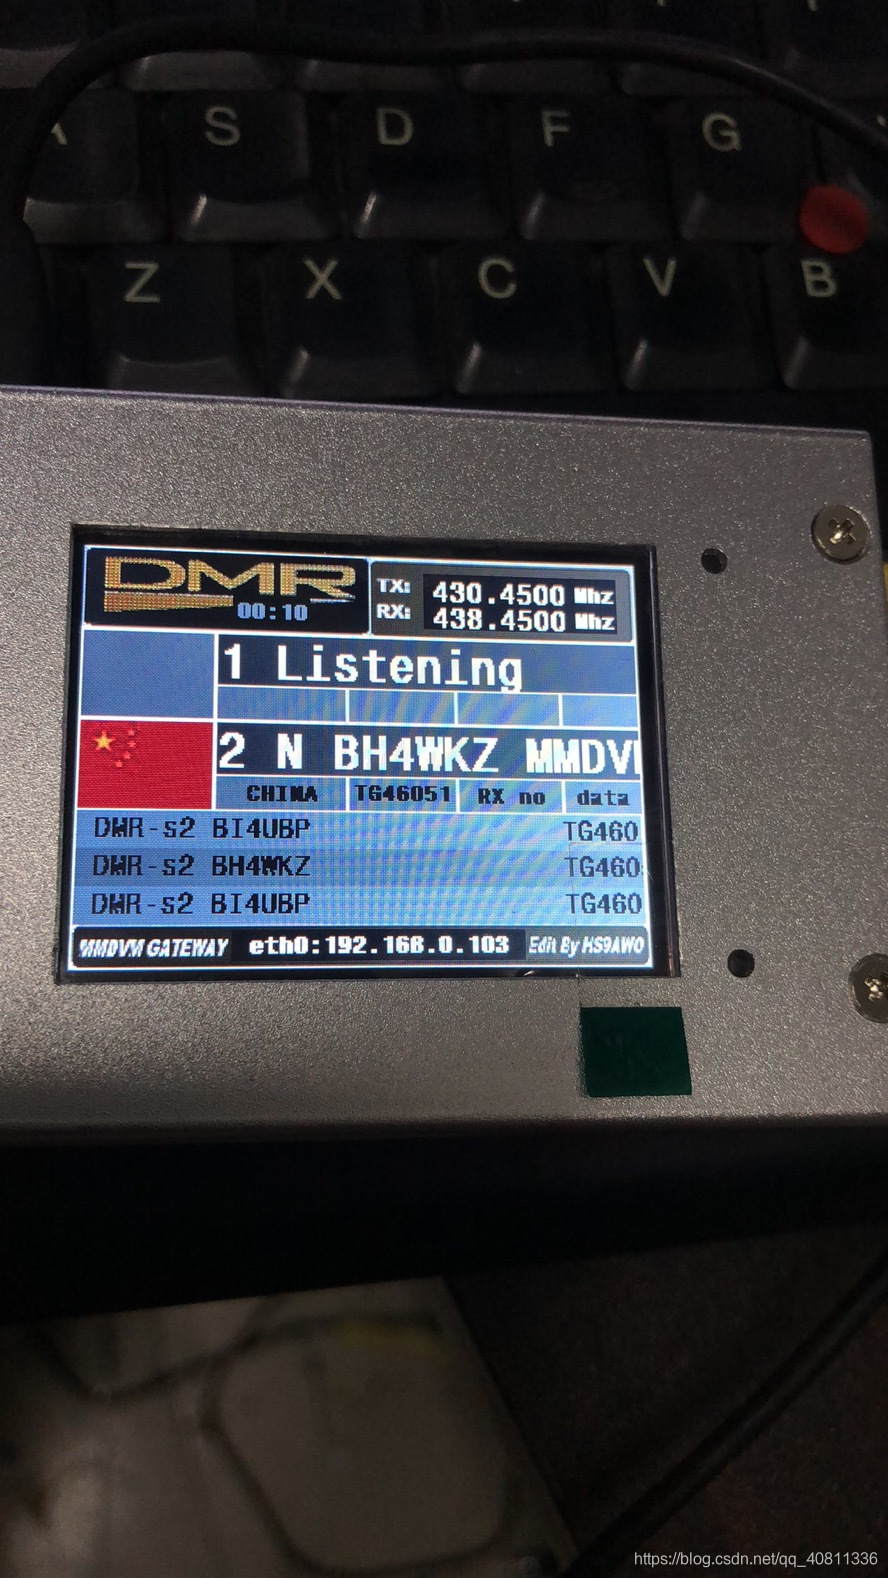 S D F G
Z X C V B
DMR
00:10
TX: 430.4500 Mhz
RX: 438.4500 Mhz
1 Listening
2 N BH4WKZ MMDV
CHINA TG46051 RX no data
DMR-s2 BI4UBP TG460
DMR-s2 BH4WKZ TG460
DMR-s2 BI4UBP TG460
MMDVM GATEWAY eth0:192.168.0.103 Edit By HS9AWO
https://blog.csdn.net/qq_40811336